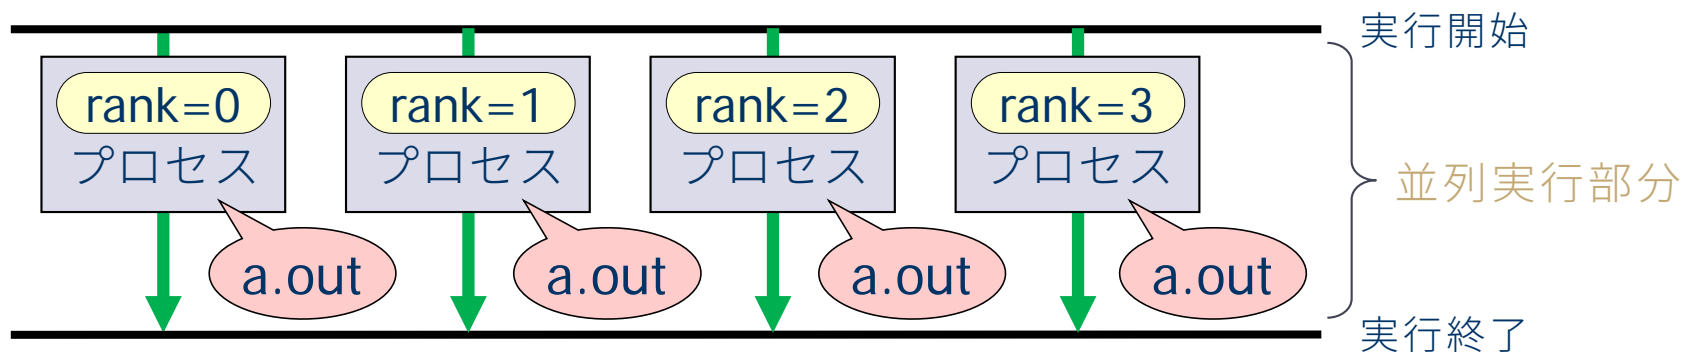 実行開始
rank=0
プロセス
a.out
rank=1
プロセス
a.out
rank=2
プロセス
a.out
rank=3
プロセス
a.out
並列実行部分
実行終了